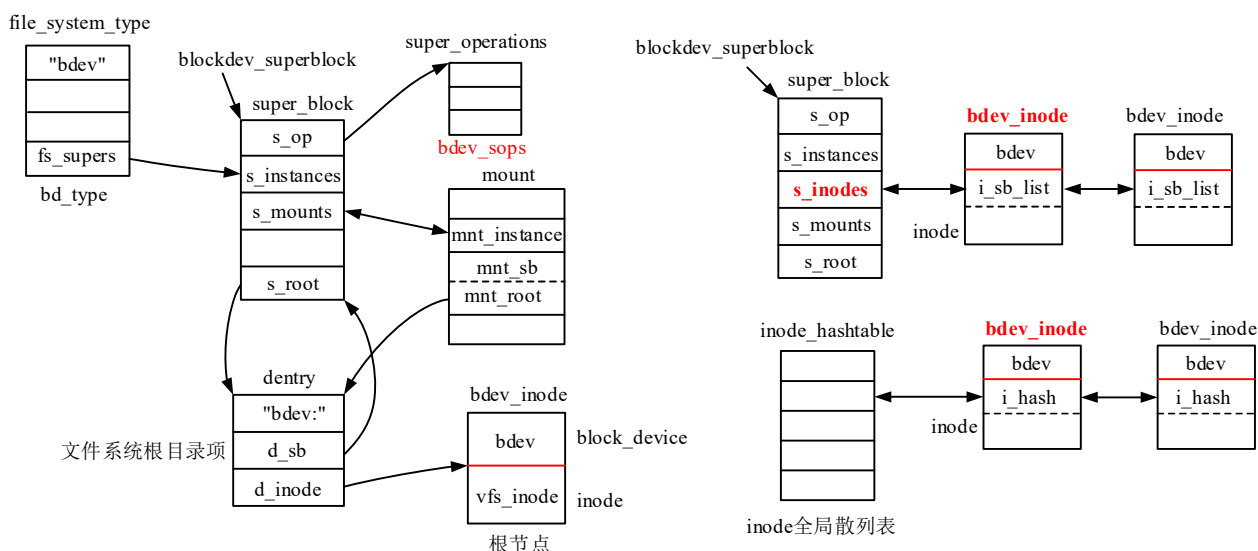 file_system_type
"bdev"
fs_supers
bd_type
blockdev_superblock
super_block
s_op
s_instances
s_mounts
s_root
super_operations
bdev_sops
mount
mnt_instance
mnt_sb
mnt_root
dentry
"bdev:"
d_sb
d_inode
文件系统根目录项
bdev_inode
bdev
block_device
vfs_inode
inode
根节点
blockdev_superblock
super_block
s_op
s_instances
s_inodes
s_mounts
s_root
bdev_inode
bdev
i_sb_list
inode
bdev_inode
bdev
i_sb_list
inode_hashtable
inode全局散列表
bdev_inode
bdev
i_hash
inode
bdev_inode
bdev
i_hash